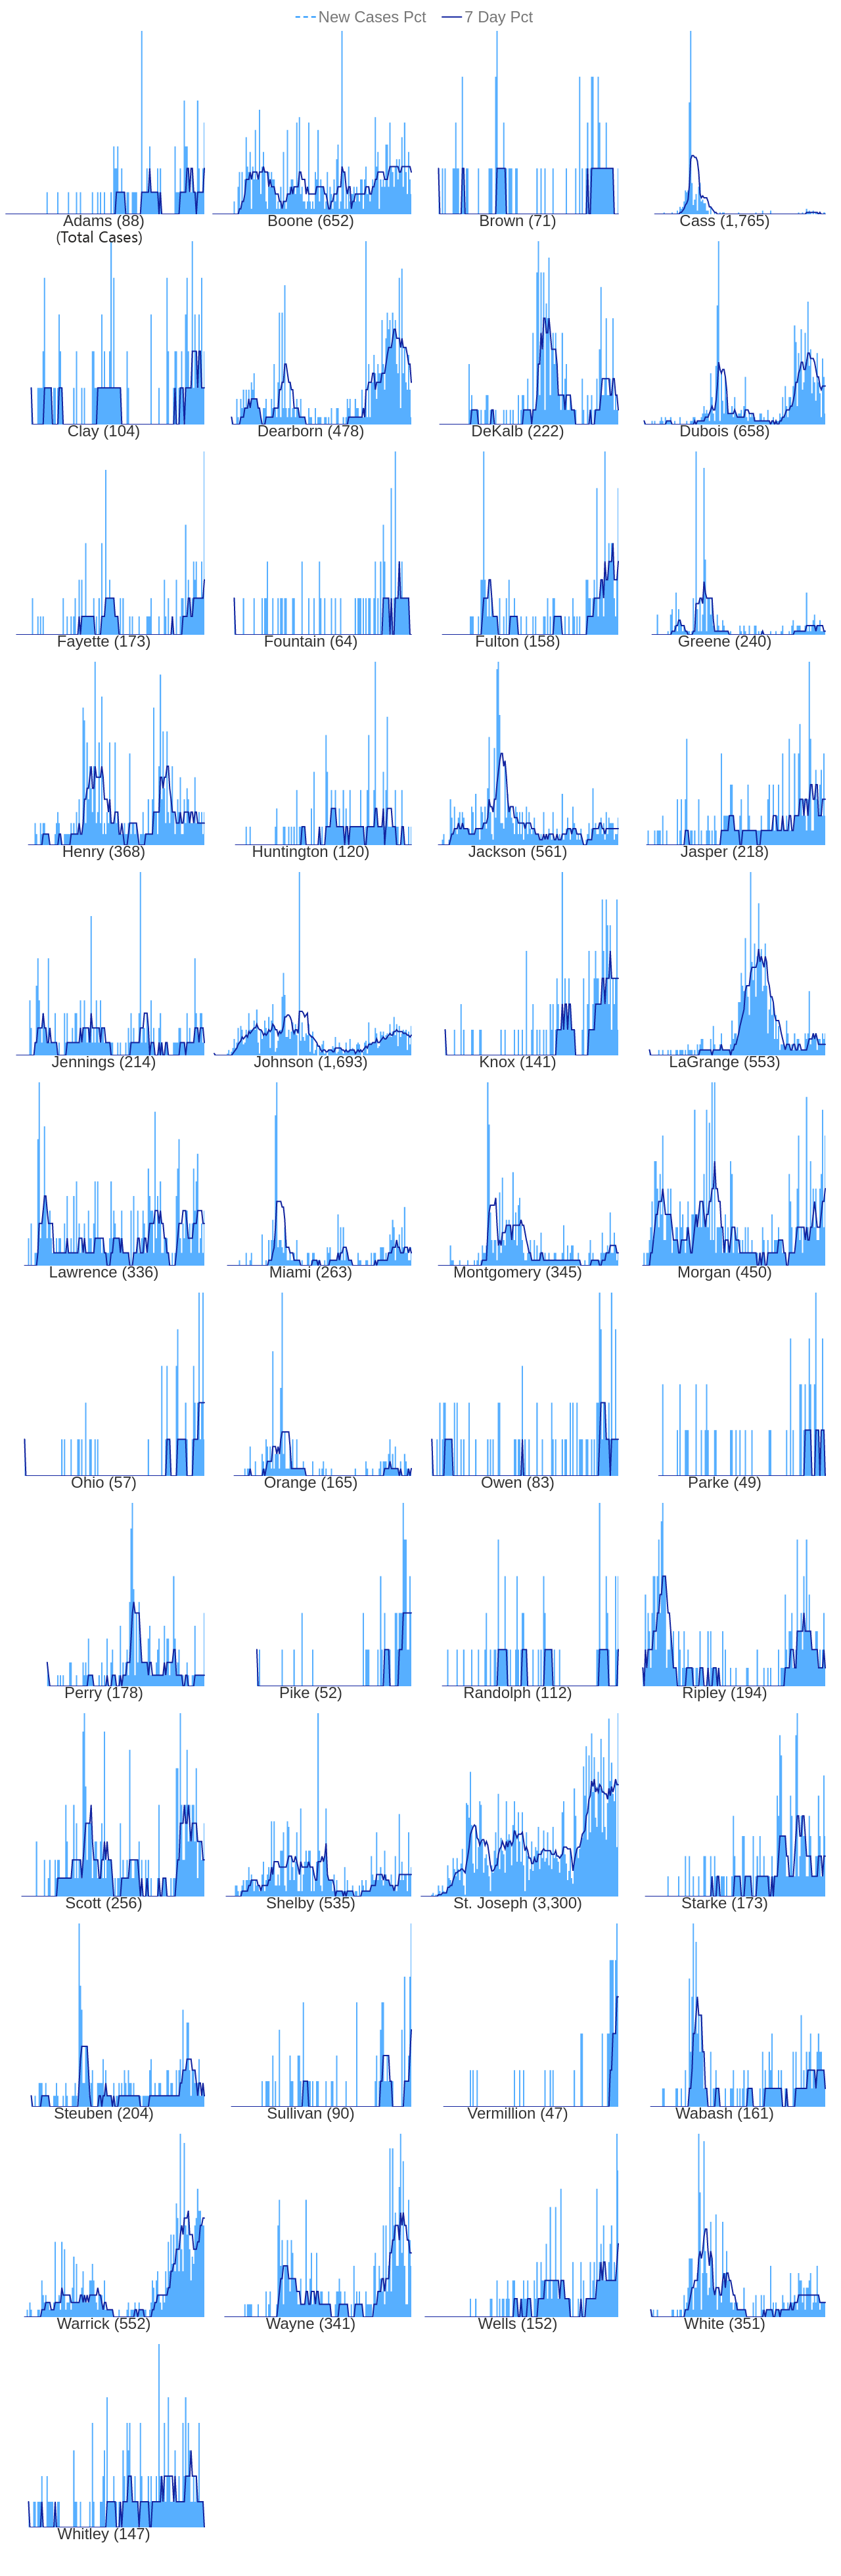 New Cases Pct 7 Day Pct
Adams (88) Boone (652) Brown (71) Cass (1,765)
(Total Cases)
Clay (104) Dearborn (478) DeKalb (222) Dubois (658)
Fayette (173) Fountain (64) Fulton (158) Greene (240)
Henry (368) Huntington (120) Jackson (561) Jasper (218)
Jennings (214) Johnson (1,693) Knox (141) LaGrange (553)
Lawrence (336) Miami (263) Montgomery (345) Morgan (450)
Ohio (57) Orange (165) Owen (83) Parke (49)
Perry (178) Pike (52) Randolph (112) Ripley (194)
Scott (256) Shelby (535) St. Joseph (3,300) Starke (173)
Steuben (204) Sullivan (90) Vermillion (47) Wabash (161)
Warrick (552) Wayne (341) Wells (152) White (351)
Whitley (147)